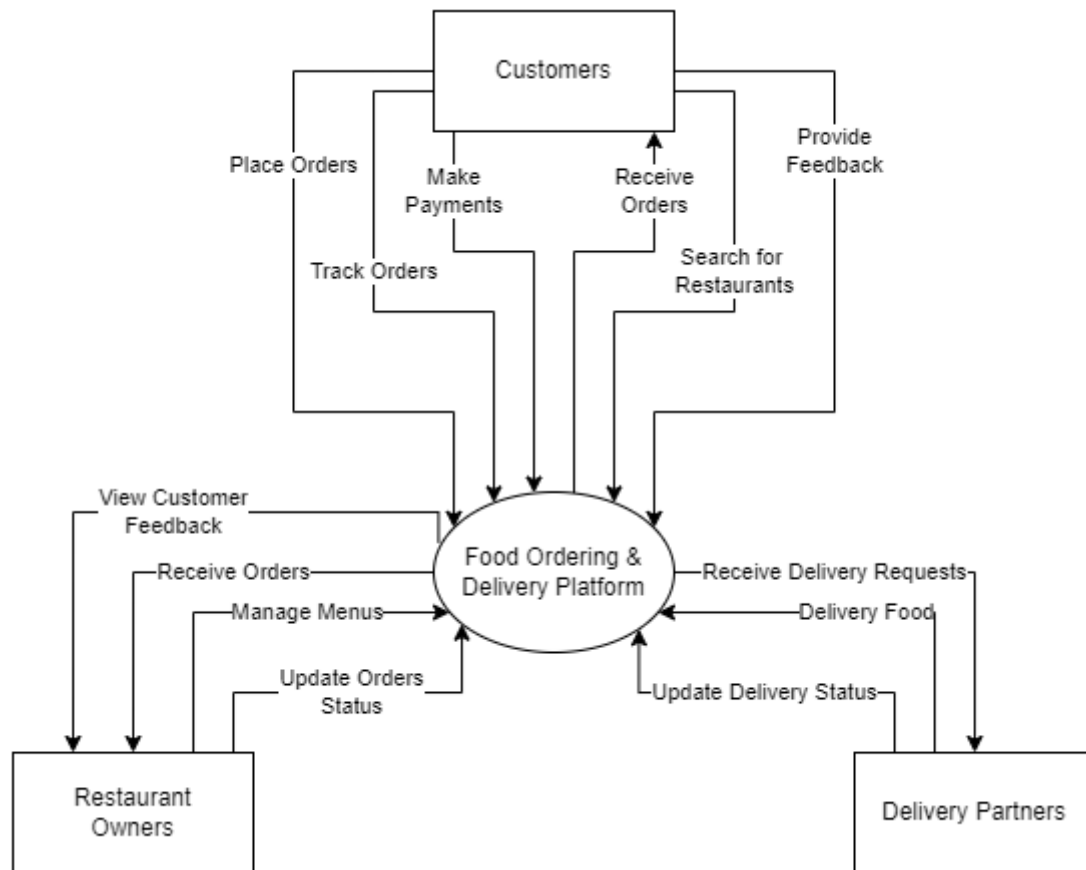 Customers
Place Orders
Provide
Feedback
Make
Payments
Receive
Orders
Track Orders
Search for
Restaurants
View Customer
Feedback
Food Ordering &
Delivery Platform
Receive Orders
Receive Delivery Requests
Manage Menus
Delivery Food
Update Orders
Status
Update Delivery Status
Restaurant
Owners
Delivery Partners